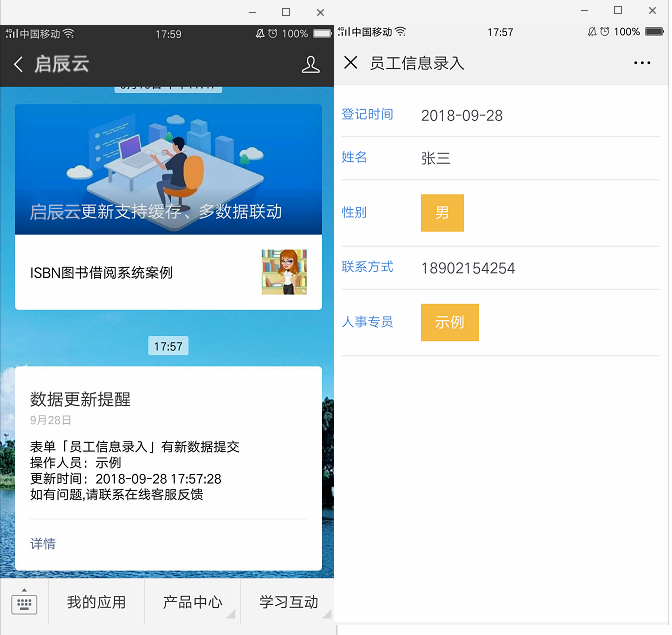 中国移动
17:59
100%
启辰云
启辰云更新支持缓存、多数据联动
ISBN图书借阅系统案例
17:57
数据更新提醒
9月28日
表单「员工信息录入」有新数据提交
操作人员：示例
更新时间：2018-09-28 17:57:28
如有问题,请联系在线客服反馈
详情
我的应用
产品中心
学习互动
中国移动
17:57
100%
员工信息录入
登记时间 2018-09-28
姓名 张三
性别 男
联系方式 18902154254
人事专员 示例